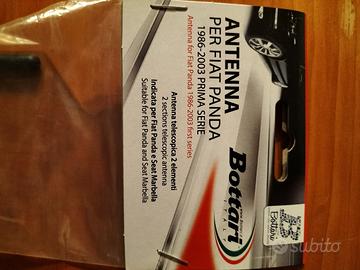 ANTENNA
PER FIAT PANDA
1986-2003 PRIMA SERIE
Antenna for Fiat Panda 1986-2003 first series
Bottari
Antenna telescopica 2 elementi
2 sections telescopic antenna
Indicata per Fiat Panda e Seat Marbella
Suitable for Fiat Panda and Seat Marbella
Bottari
subito